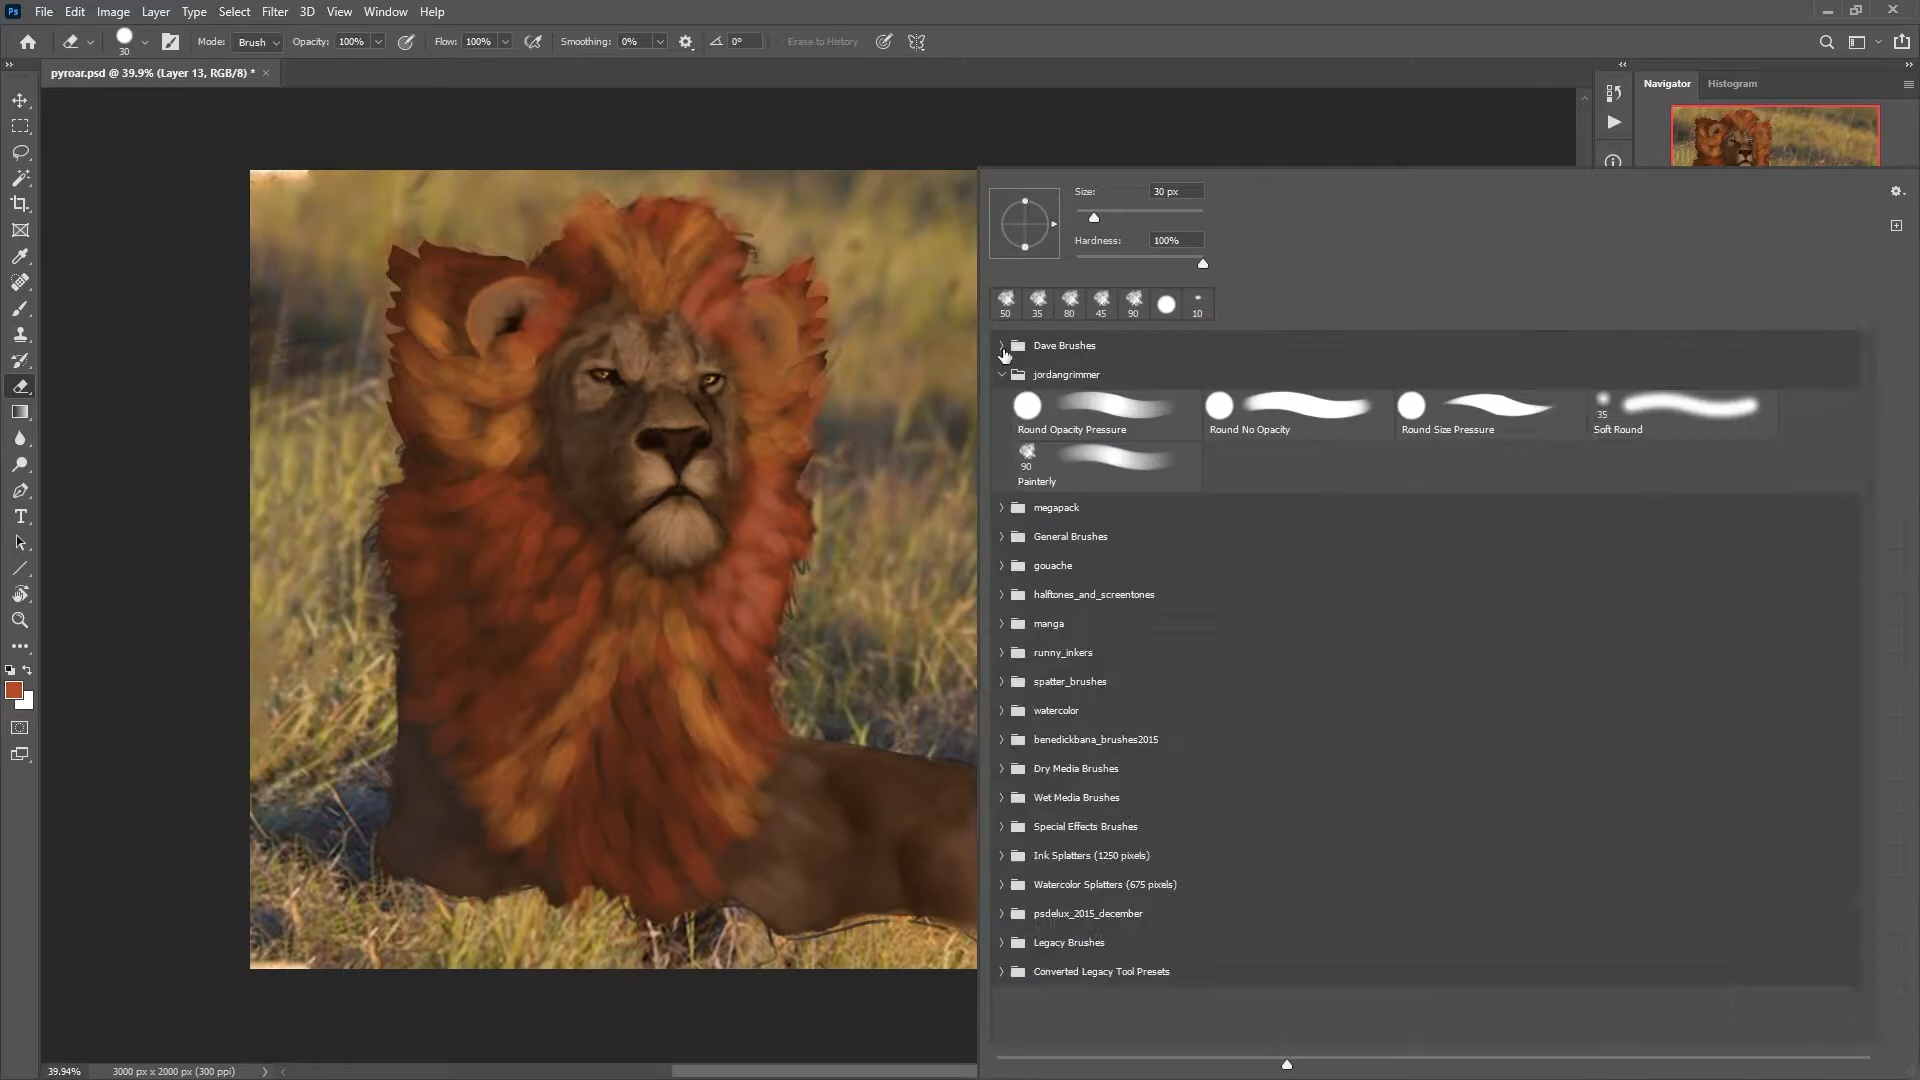 Ps File Edit Image Layer Type Select Filter 3D View Window Help
30 Mode: Brush Opacity: 100% Flow: 100% Smoothing: 0% 0° Erase to History
pyroar.psd @ 39.9% (Layer 13, RGB/8) * ×
Navigator Histogram
Size: 30 px
Hardness: 100%
50 35 80 45 90 10
Dave Brushes
jordangrimmer
35
Round Opacity Pressure Round No Opacity Round Size Pressure Soft Round
90
Painterly
megapack
General Brushes
gouache
halftones_and_screentones
manga
runny_inkers
spatter_brushes
watercolor
benedickbana_brushes2015
Dry Media Brushes
Wet Media Brushes
Special Effects Brushes
Ink Splatters (1250 pixels)
Watercolor Splatters (675 pixels)
psdelux_2015_december
Legacy Brushes
Converted Legacy Tool Presets
39.94% 3000 px x 2000 px (300 ppi)